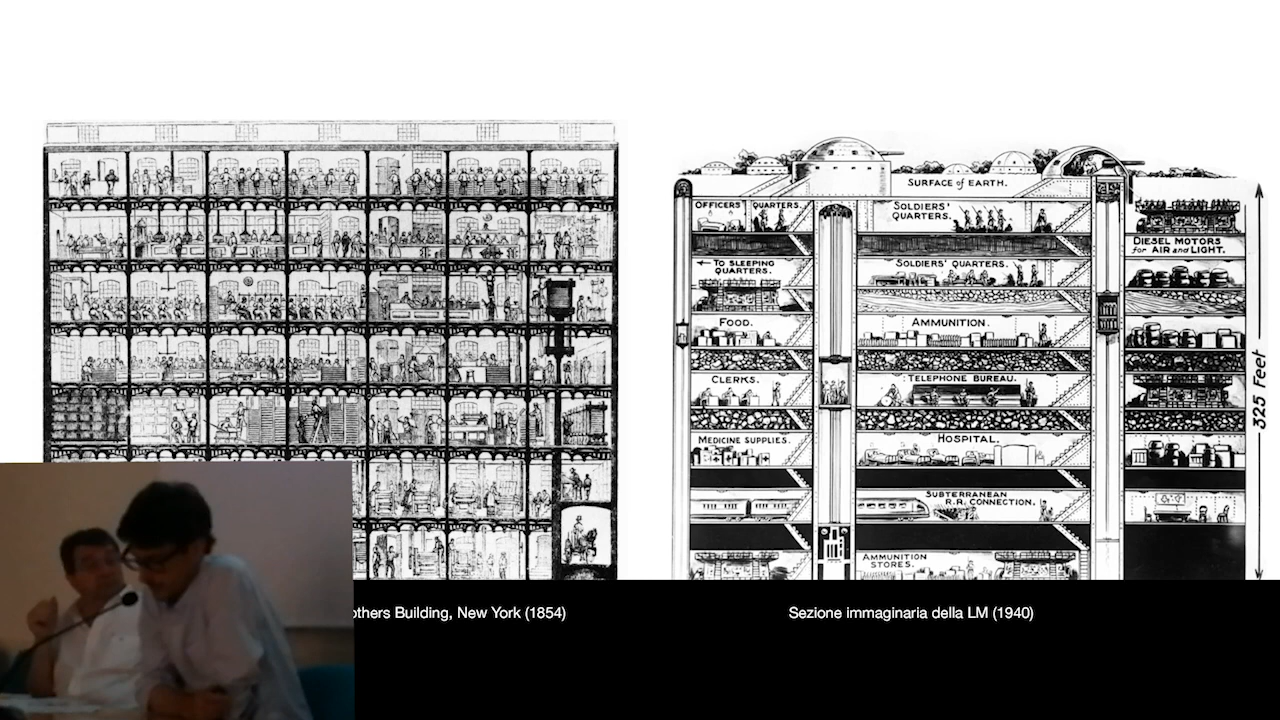 SURFACE of EARTH.
OFFICERS' QUARTERS.
SOLDIERS'
QUARTERS.
DIESEL MOTORS
for AIR and LIGHT.
TO SLEEPING
QUARTERS.
SOLDIERS' QUARTERS.
FOOD.
AMMUNITION.
325 Feet
CLERKS.
TELEPHONE BUREAU.
MEDICINE SUPPLIES.
HOSPITAL.
SUBTERRANEAN
R.R. CONNECTION.
AMMUNITION
STORES.
others Building, New York (1854)
Sezione immaginaria della LM (1940)